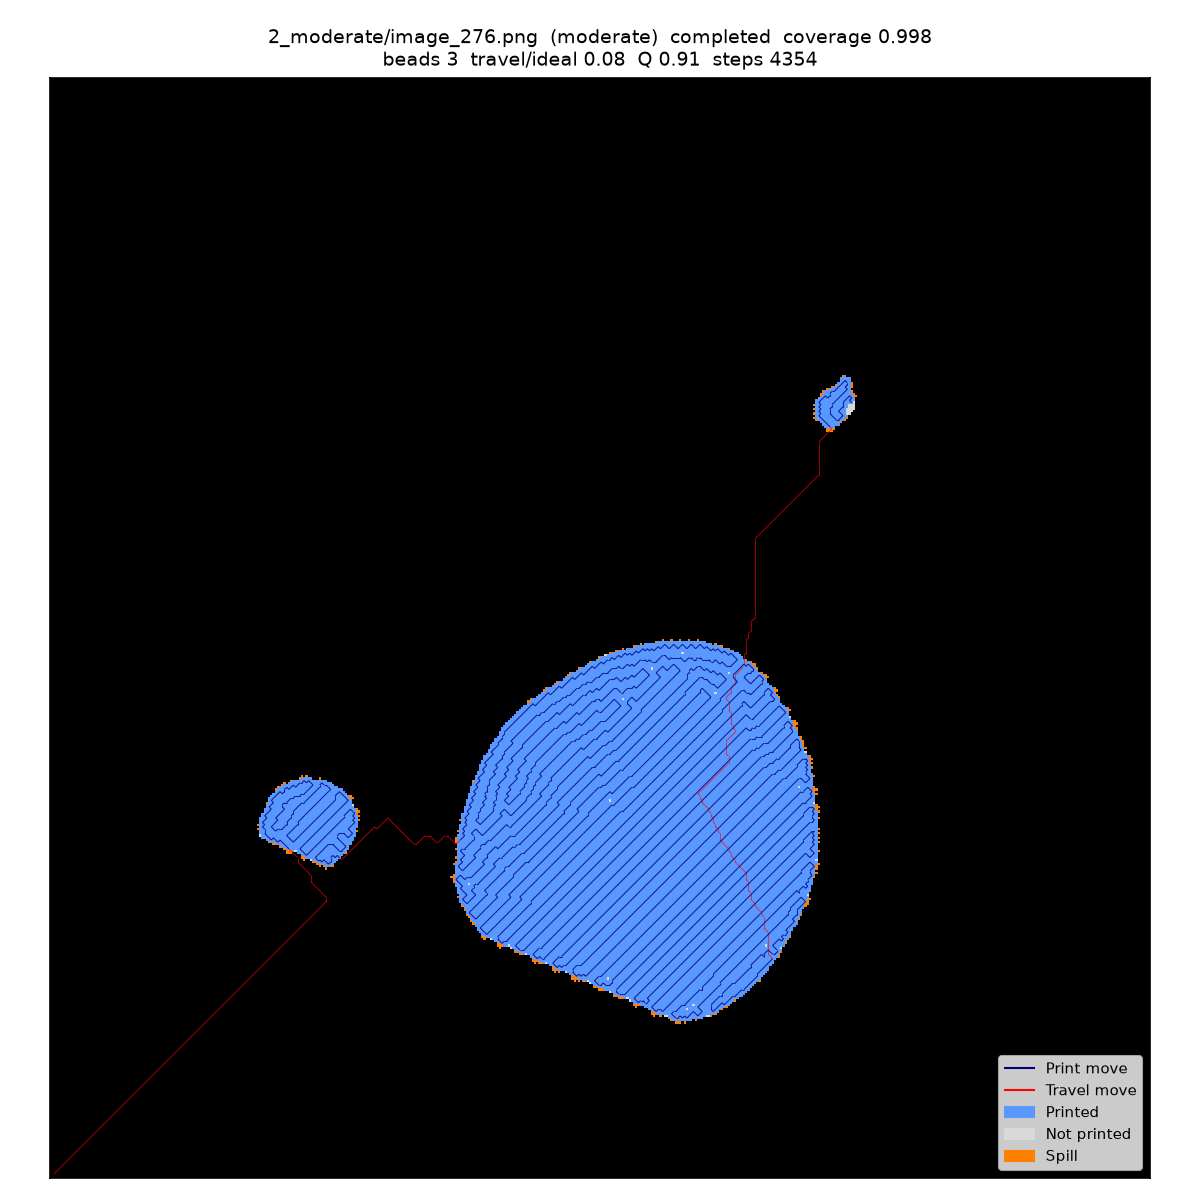 2_moderate/image_276.png  (moderate)  completed  coverage 0.998
beads 3  travel/ideal 0.08  Q 0.91  steps 4354
Print move
Travel move
Printed
Not printed
Spill